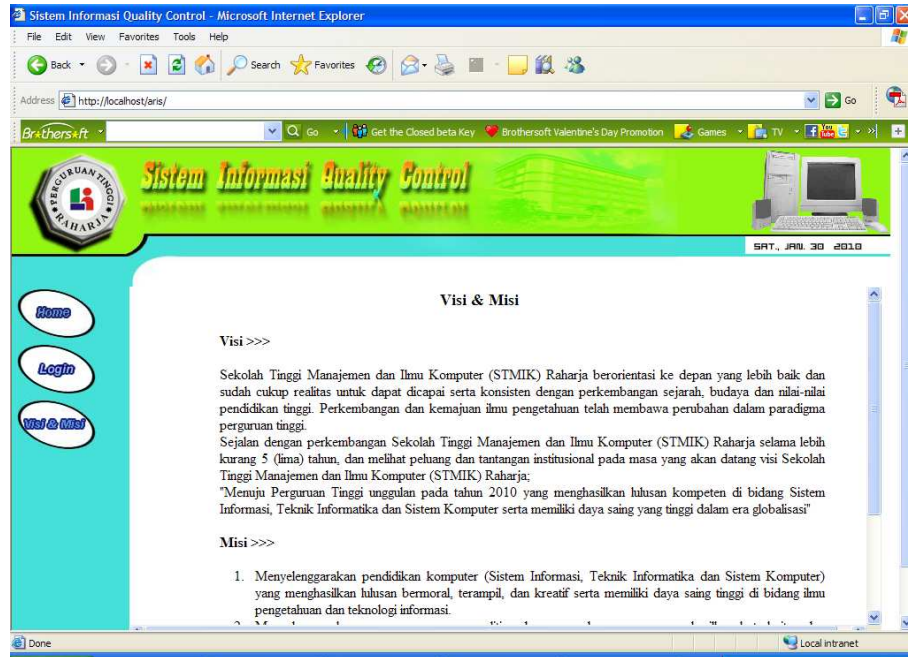 Sistem Informasi Quality Control - Microsoft Internet Explorer
File Edit View Favorites Tools Help
Back Search Favorites
Address http://localhost/aris/ Go
Brothersoft Go Get the Closed beta Key Brothersoft Valentine's Day Promotion Games TV You Tube
PERGURUAN TINGGI RAHARJA
Sistem Informasi Quality Control
SAT., JAN. 30 2010
Home
Login
Visi & Misi
Visi & Misi
Visi >>>
Sekolah Tinggi Manajemen dan Ilmu Komputer (STMIK) Raharja berorientasi ke depan yang lebih baik dan
sudah cukup realitas untuk dapat dicapai serta konsisten dengan perkembangan sejarah, budaya dan nilai-nilai
pendidikan tinggi. Perkembangan dan kemajuan ilmu pengetahuan telah membawa perubahan dalam paradigma
perguruan tinggi.
Sejalan dengan perkembangan Sekolah Tinggi Manajemen dan Ilmu Komputer (STMIK) Raharja selama lebih
kurang 5 (lima) tahun, dan melihat peluang dan tantangan institusional pada masa yang akan datang visi Sekolah
Tinggi Manajemen dan Ilmu Komputer (STMIK) Raharja;
"Menuju Perguruan Tinggi unggulan pada tahun 2010 yang menghasilkan lulusan kompeten di bidang Sistem
Informasi, Teknik Informatika dan Sistem Komputer serta memiliki daya saing yang tinggi dalam era globalisasi"
Misi >>>
1. Menyelenggarakan pendidikan komputer (Sistem Informasi, Teknik Informatika dan Sistem Komputer)
yang menghasilkan lulusan bermoral, terampil, dan kreatif serta memiliki daya saing tinggi di bidang ilmu
pengetahuan dan teknologi informasi.
Done Local intranet